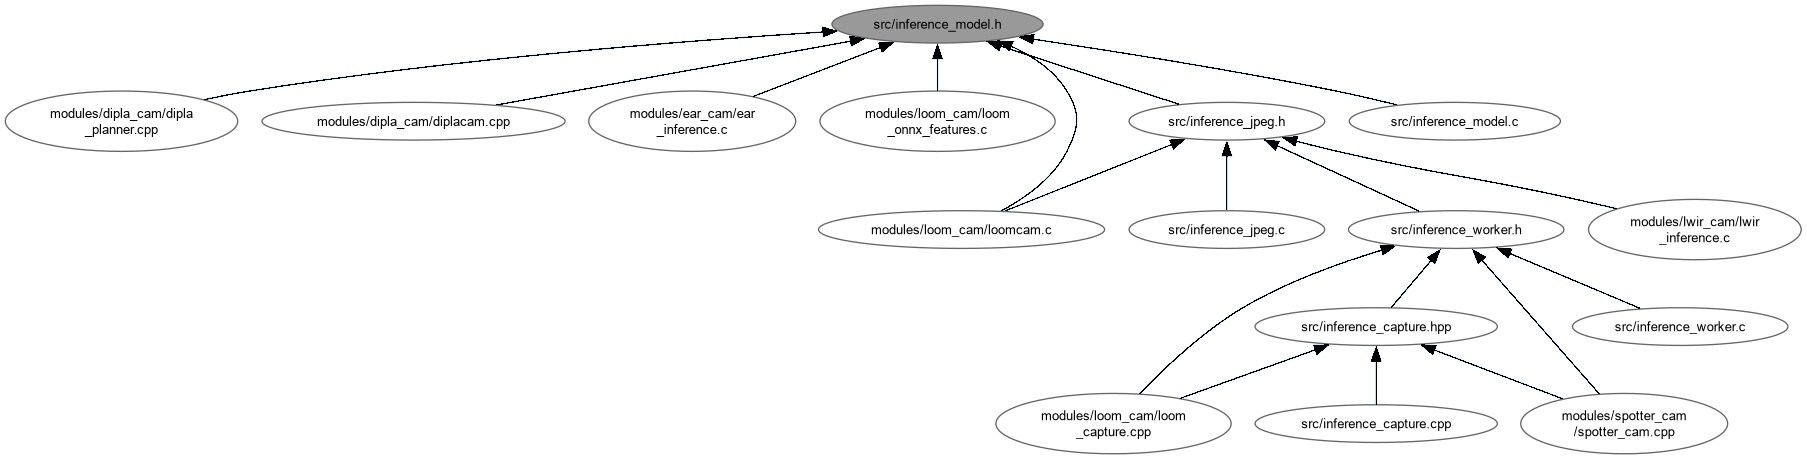 src/inference_model.h
modules/dipla_cam/dipla
_planner.cpp
modules/dipla_cam/diplacam.cpp
modules/ear_cam/ear
_inference.c
modules/loom_cam/loom
_onnx_features.c
src/inference_jpeg.h
src/inference_model.c
modules/loom_cam/loomcam.c
src/inference_jpeg.c
src/inference_worker.h
modules/lwir_cam/lwir
_inference.c
src/inference_capture.hpp
src/inference_worker.c
modules/loom_cam/loom
_capture.cpp
src/inference_capture.cpp
modules/spotter_cam
/spotter_cam.cpp